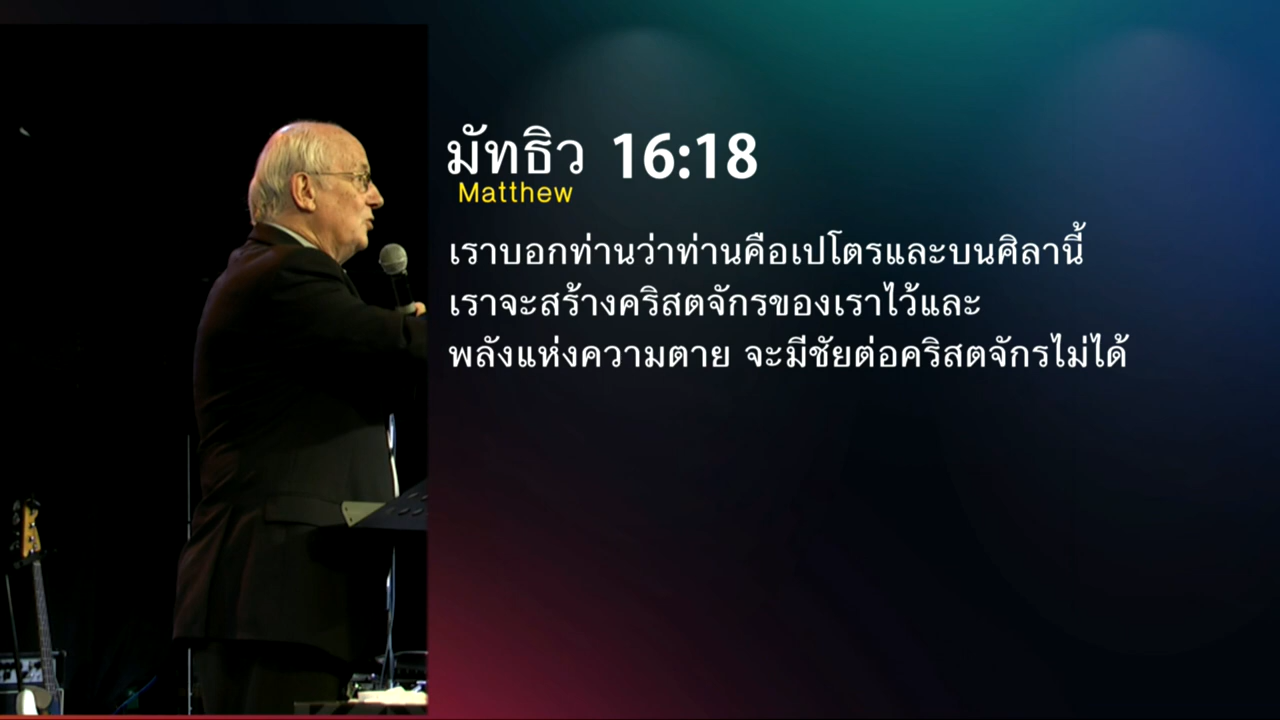 มัทธิว 16:18
Matthew
เราบอกท่านว่าท่านคือเปโตรและบนศิลานี้
เราจะสร้างคริสตจักรของเราไว้และ
พลังแห่งความตาย จะมีชัยต่อคริสตจักรไม่ได้